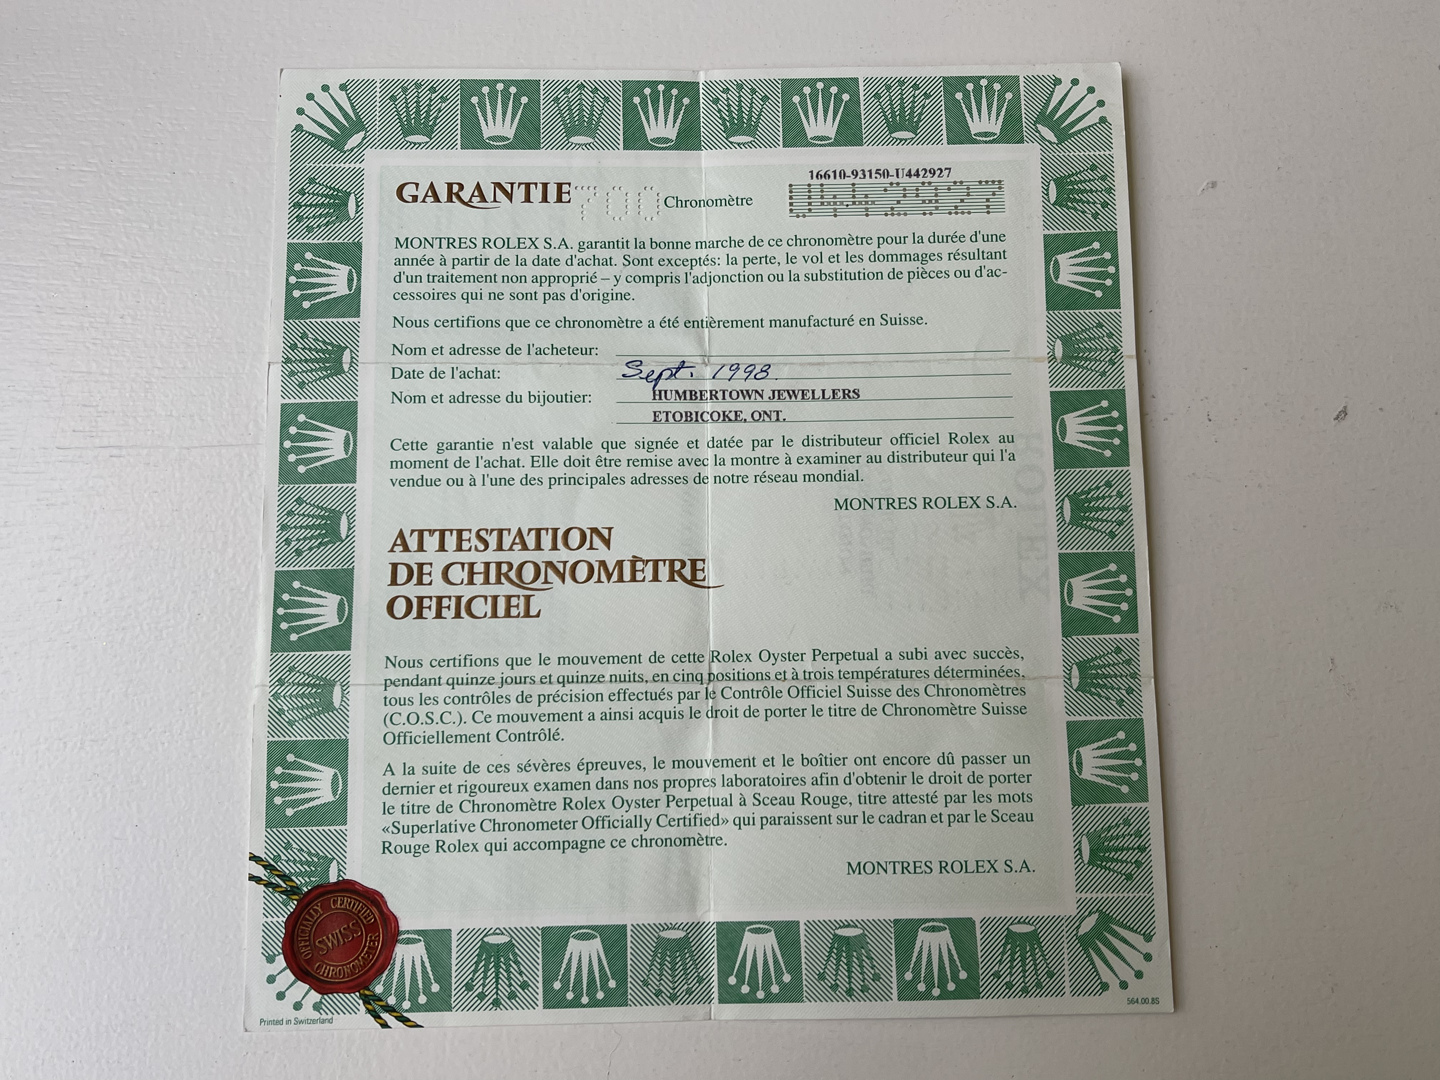 16610-93150-U442927
GARANTIE 700 Chronomètre U442927
MONTRES ROLEX S.A. garantit la bonne marche de ce chronomètre pour la durée d'une
année à partir de la date d'achat. Sont exceptés: la perte, le vol et les dommages résultant
d'un traitement non approprié – y compris l'adjonction ou la substitution de pièces ou d'ac-
cessoires qui ne sont pas d'origine.
Nous certifions que ce chronomètre a été entièrement manufacturé en Suisse.
Nom et adresse de l'acheteur:
Date de l'achat: Sept. 1998
Nom et adresse du bijoutier: HUMBERTOWN JEWELLERS
ETOBICOKE, ONT.
Cette garantie n'est valable que signée et datée par le distributeur officiel Rolex au
moment de l'achat. Elle doit être remise avec la montre à examiner au distributeur qui l'a
vendue ou à l'une des principales adresses de notre réseau mondial.
MONTRES ROLEX S.A.
ATTESTATION
DE CHRONOMÈTRE
OFFICIEL
Nous certifions que le mouvement de cette Rolex Oyster Perpetual a subi avec succès,
pendant quinze jours et quinze nuits, en cinq positions et à trois températures déterminées,
tous les contrôles de précision effectués par le Contrôle Officiel Suisse des Chronomètres
(C.O.S.C.). Ce mouvement a ainsi acquis le droit de porter le titre de Chronomètre Suisse
Officiellement Contrôlé.
A la suite de ces sévères épreuves, le mouvement et le boîtier ont encore dû passer un
dernier et rigoureux examen dans nos propres laboratoires afin d'obtenir le droit de porter
le titre de Chronomètre Rolex Oyster Perpetual à Sceau Rouge, titre attesté par les mots
«Superlative Chronometer Officially Certified» qui paraissent sur le cadran et par le Sceau
Rouge Rolex qui accompagne ce chronomètre.
MONTRES ROLEX S.A.
OFFICIALLY CERTIFIED
SWISS
CHRONOMETER
564.00.8S
Printed in Switzerland